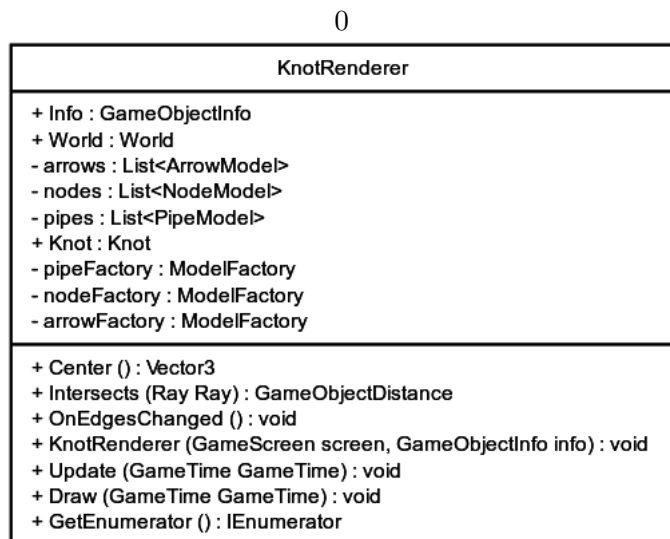 0
KnotRenderer
+ Info : GameObjectInfo
+ World : World
- arrows : List<ArrowModel>
- nodes : List<NodeModel>
- pipes : List<PipeModel>
+ Knot : Knot
- pipeFactory : ModelFactory
- nodeFactory : ModelFactory
- arrowFactory : ModelFactory
+ Center () : Vector3
+ Intersects (Ray Ray) : GameObjectDistance
+ OnEdgesChanged () : void
+ KnotRenderer (GameScreen screen, GameObjectInfo info) : void
+ Update (GameTime GameTime) : void
+ Draw (GameTime GameTime) : void
+ GetEnumerator () : IEnumerator